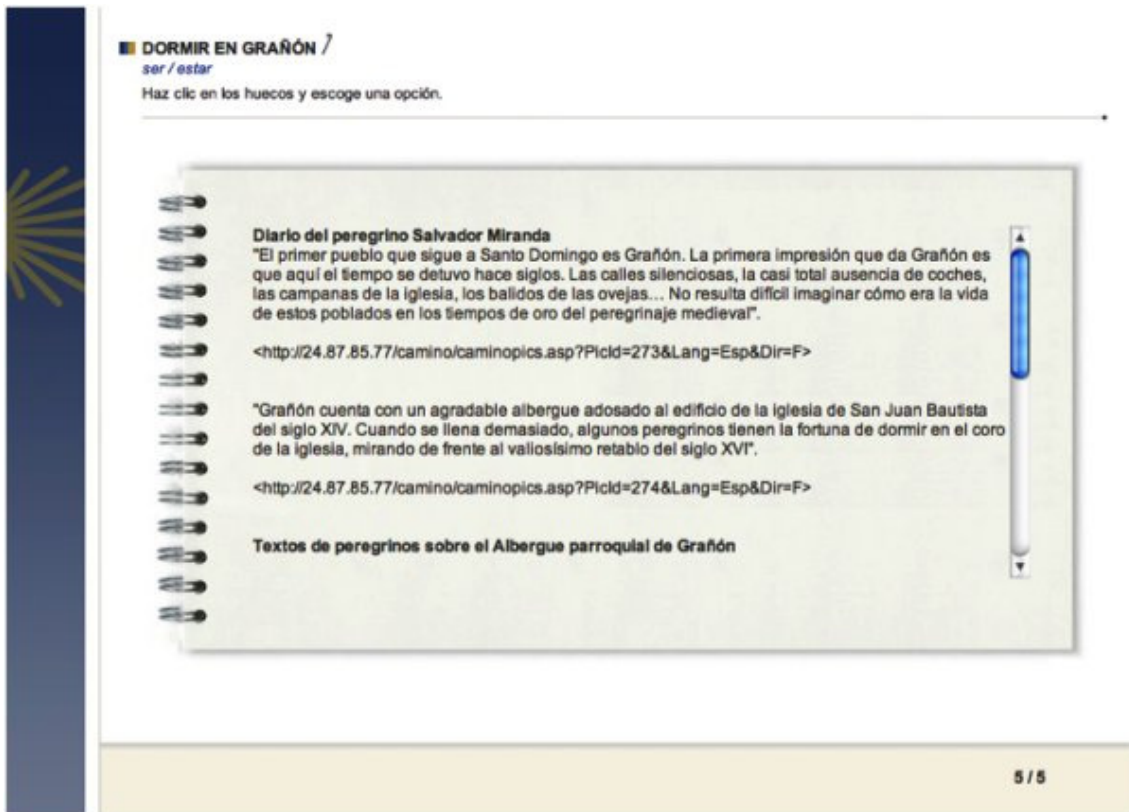 DORMIR EN GRAÑÓN
ser / estar
Haz clic en los huecos y escoge una opción.
Diario del peregrino Salvador Miranda
"El primer pueblo que sigue a Santo Domingo es Grañón. La primera impresión que da Grañón es
que aquí el tiempo se detuvo hace siglos. Las calles silenciosas, la casi total ausencia de coches,
las campanas de la iglesia, los balidos de las ovejas... No resulta difícil imaginar cómo era la vida
de estos poblados en los tiempos de oro del peregrinaje medieval".
<http://24.87.85.77/camino/caminopics.asp?PicId=273&Lang=Esp&Dir=F>
"Grañón cuenta con un agradable albergue adosado al edificio de la iglesia de San Juan Bautista
del siglo XIV. Cuando se llena demasiado, algunos peregrinos tienen la fortuna de dormir en el coro
de la iglesia, mirando de frente al valiosísimo retablo del siglo XVI".
<http://24.87.85.77/camino/caminopics.asp?PicId=274&Lang=Esp&Dir=F>
Textos de peregrinos sobre el Albergue parroquial de Grañón
5 / 5